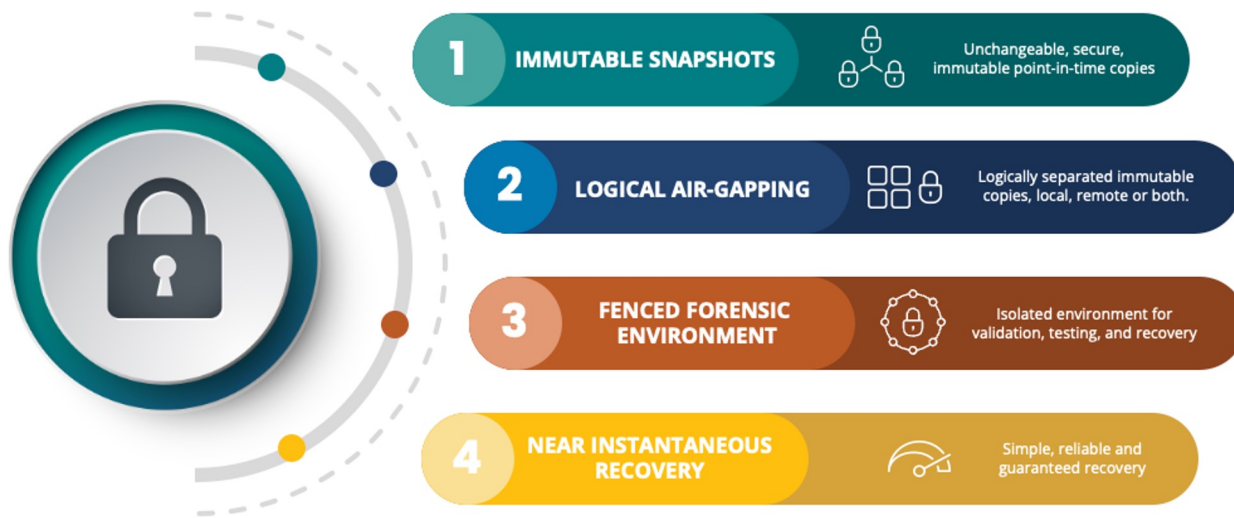 1
IMMUTABLE SNAPSHOTS
Unchangeable, secure,
immutable point-in-time copies
2
LOGICAL AIR-GAPPING
Logically separated immutable
copies, local, remote or both.
3
FENCED FORENSIC
ENVIRONMENT
Isolated environment for
validation, testing, and recovery
4
NEAR INSTANTANEOUS
RECOVERY
Simple, reliable and
guaranteed recovery